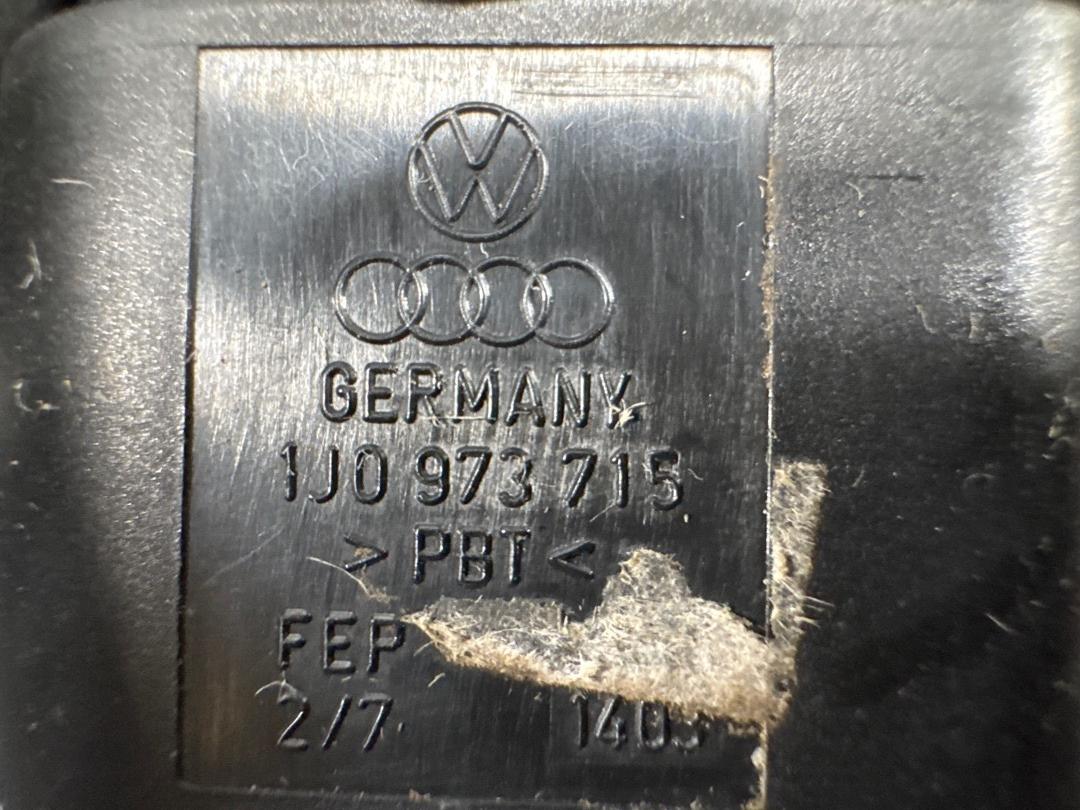 GERMANY
1J0 973 715
> PBT <
FEP
2/7